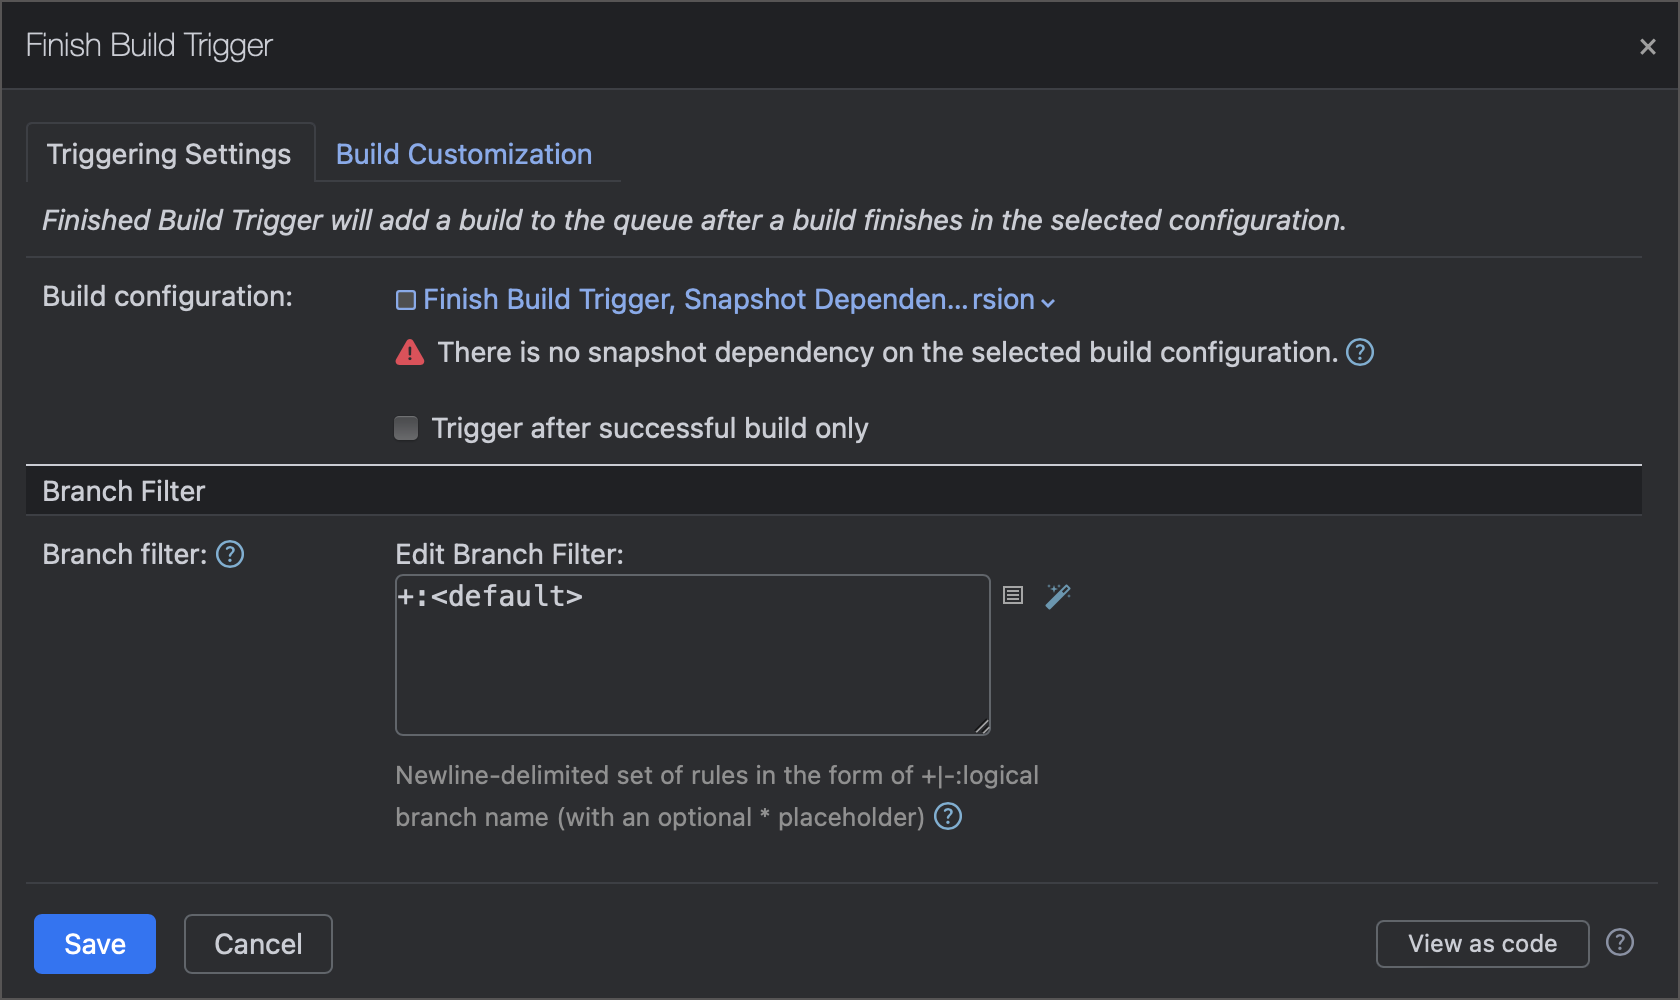 Finish Build Trigger
Triggering Settings
Build Customization
Finished Build Trigger will add a build to the queue after a build finishes in the selected configuration.
Build configuration:
Finish Build Trigger, Snapshot Dependen...rsion
There is no snapshot dependency on the selected build configuration.
Trigger after successful build only
Branch Filter
Branch filter:
Edit Branch Filter:
+:<default>
Newline-delimited set of rules in the form of +|-:logical
branch name (with an optional * placeholder)
Save
Cancel
View as code